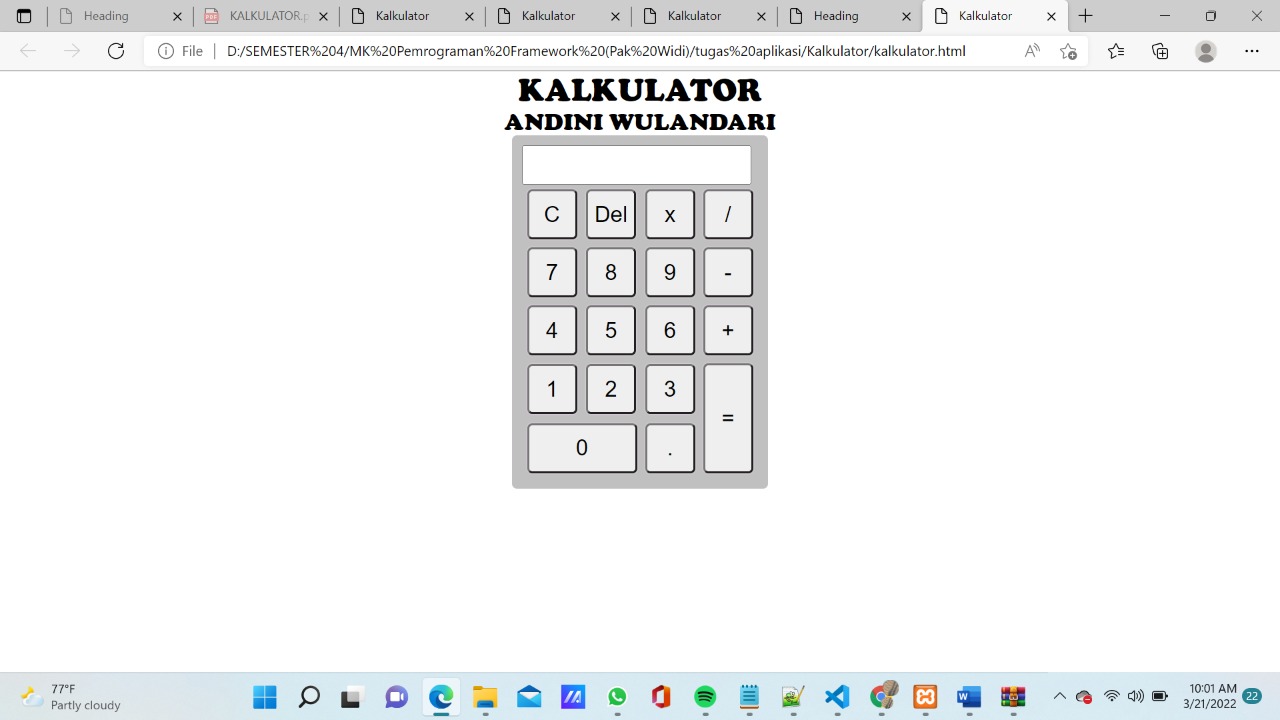 Heading
KALKULATOR.p
Kalkulator
Kalkulator
Kalkulator
Heading
Kalkulator
File
D:/SEMESTER%204/MK%20Pemrograman%20Framework%20(Pak%20Widi)/tugas%20aplikasi/Kalkulator/kalkulator.html
KALKULATOR
ANDINI WULANDARI
C Del x /
7 8 9 -
4 5 6 +
1 2 3
=
0 .
77°F
Partly cloudy
10:01 AM
3/21/2022
22